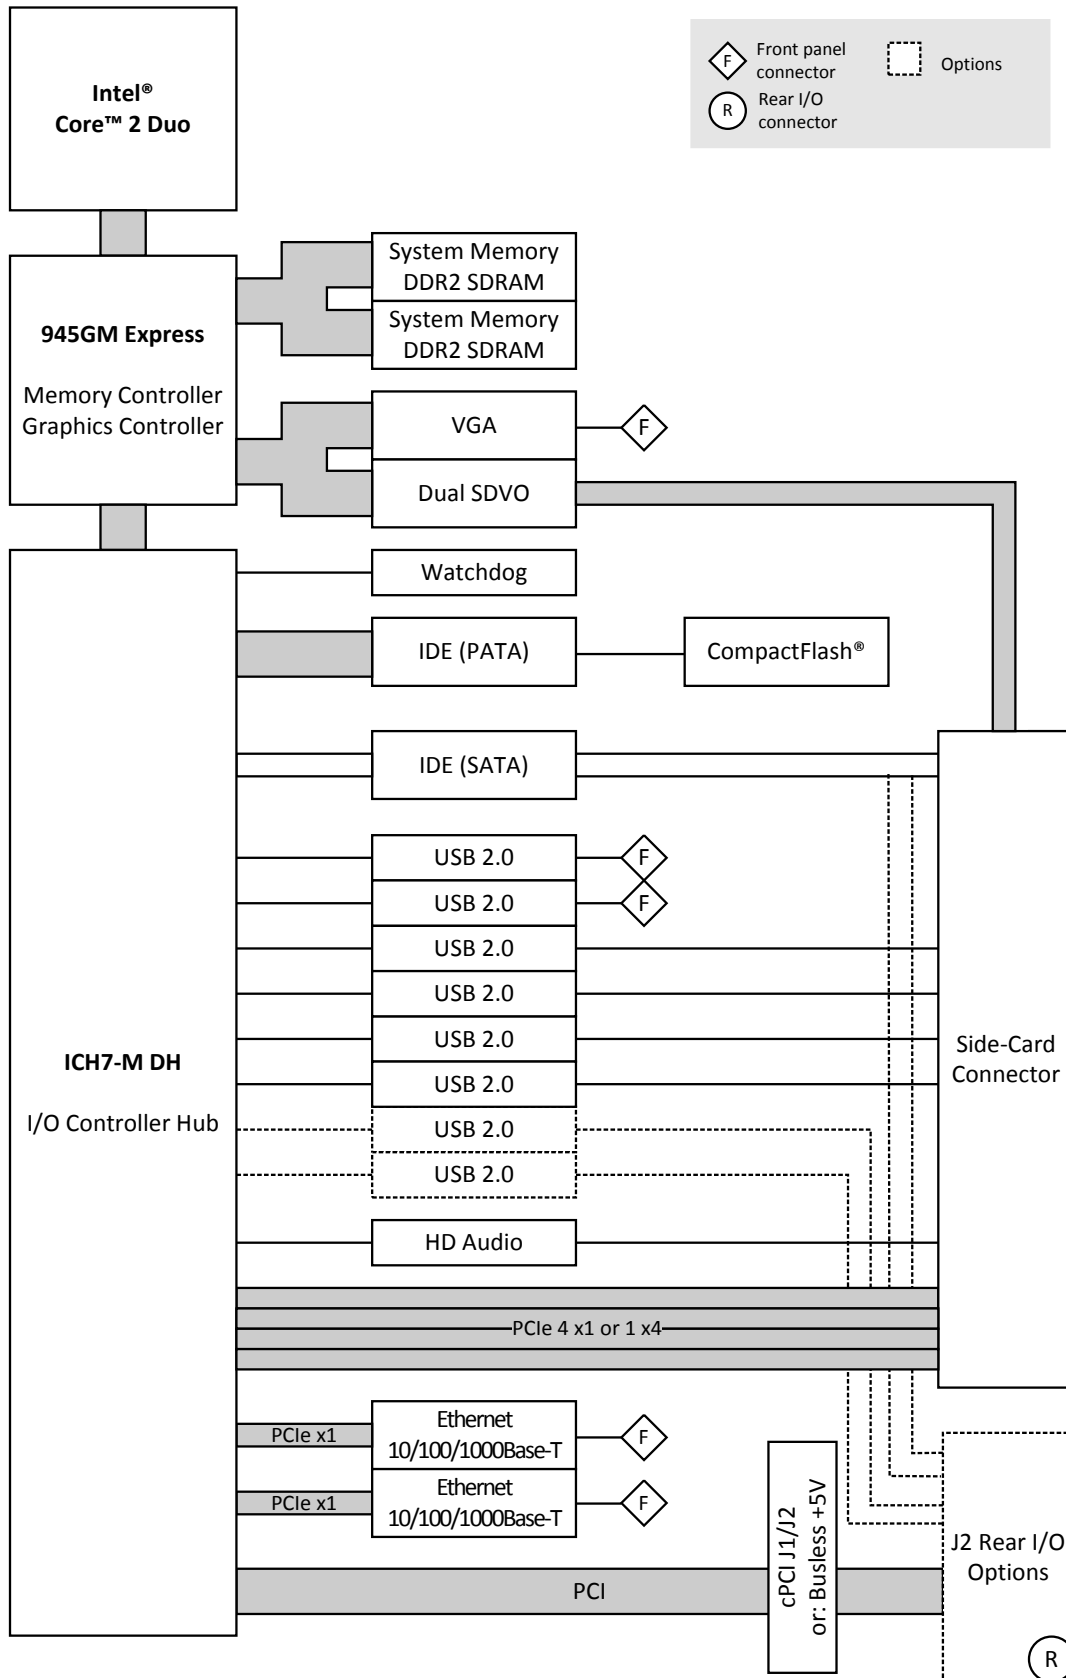 Intel®
Core™ 2 Duo
F
Front panel
connector
Options
R
Rear I/O
connector
945GM Express
Memory Controller
Graphics Controller
System Memory
DDR2 SDRAM
System Memory
DDR2 SDRAM
VGA
F
Dual SDVO
Watchdog
IDE (PATA)
CompactFlash®
IDE (SATA)
USB 2.0
F
USB 2.0
F
USB 2.0
USB 2.0
USB 2.0
USB 2.0
USB 2.0
USB 2.0
ICH7-M DH
I/O Controller Hub
Side-Card
Connector
HD Audio
PCIe 4 x1 or 1 x4
PCIe x1
Ethernet
10/100/1000Base-T
F
PCIe x1
Ethernet
10/100/1000Base-T
F
PCI
cPCI J1/J2
or: Busless +5V
J2 Rear I/O
Options
R